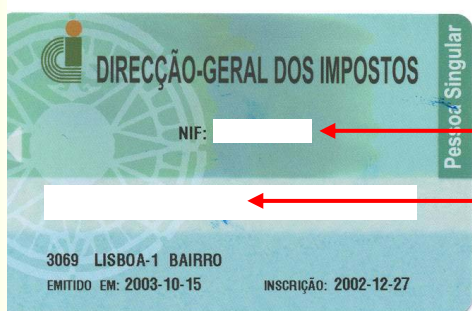 DIRECÇÃO-GERAL DOS IMPOSTOS
Pessoa Singular
NIF:
3069 LISBOA-1 BAIRRO
EMITIDO EM: 2003-10-15 INSCRIÇÃO: 2002-12-27